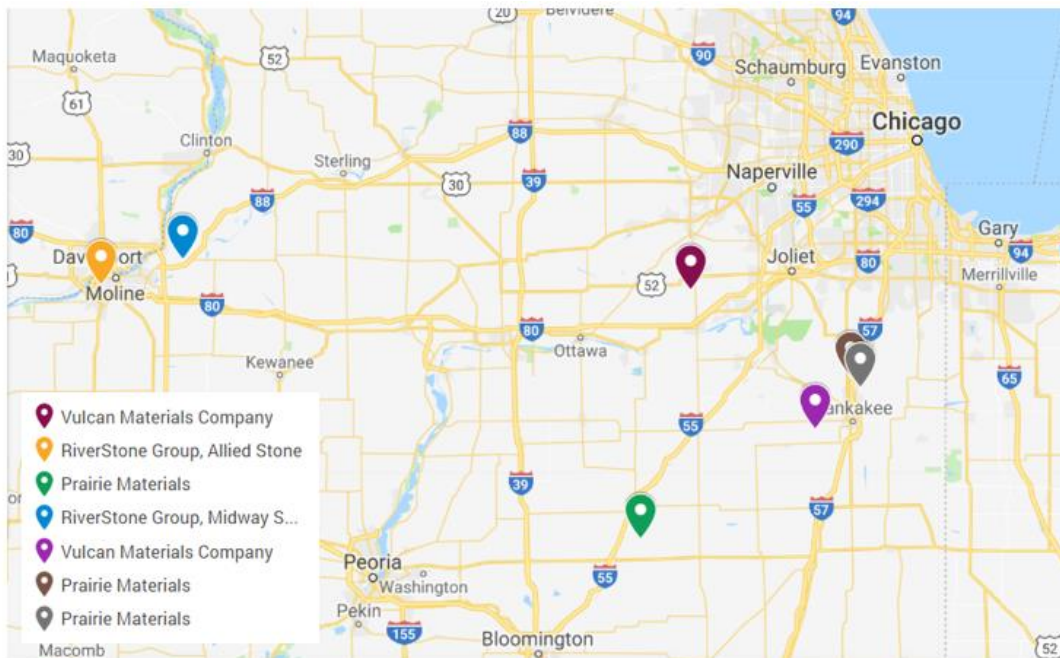 20
Belvidere
94
Maquoketa
52
90
Schaumburg
Evanston
61
Clinton
88
Chicago
290
30
Sterling
30
39
Naperville
88
55
294
80
Gary
94
Davenport
Moline
52
Joliet
80
Merrillville
80
80
57
Ottawa
Kewanee
65
ankakee
55
39
57
Peoria
Washington
55
Pekin
155
Bloomington
Macomb
52
Vulcan Materials Company
RiverStone Group, Allied Stone
Prairie Materials
RiverStone Group, Midway S...
Vulcan Materials Company
Prairie Materials
Prairie Materials